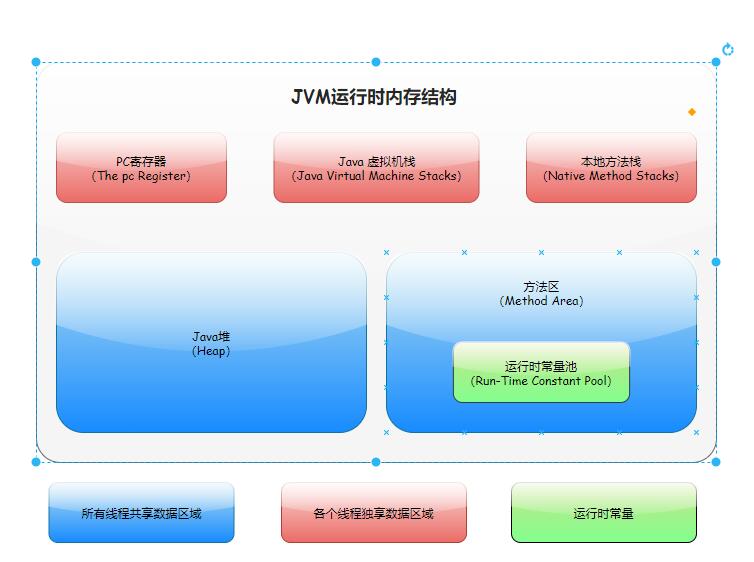 JVM运行时内存结构
PC寄存器
(The pc Register)
Java 虚拟机栈
(Java Virtual Machine Stacks)
本地方法栈
(Native Method Stacks)
Java堆
(Heap)
方法区
(Method Area)
运行时常量池
(Run-Time Constant Pool)
所有线程共享数据区域
各个线程独享数据区域
运行时常量